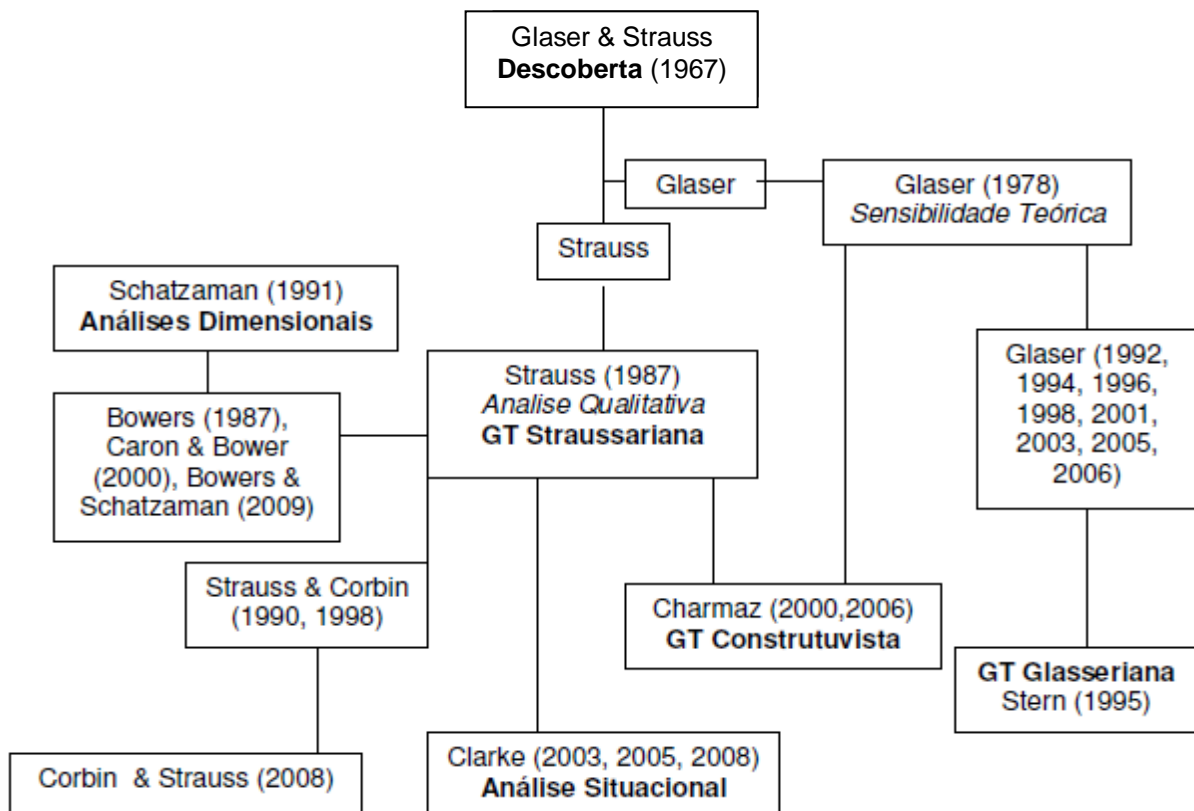 Glaser & Strauss
Descoberta (1967)
Glaser
Glaser (1978)
Sensibilidade Teórica
Strauss
Schatzaman (1991)
Análises Dimensionais
Strauss (1987)
Analise Qualitativa
GT Straussariana
Glaser (1992,
1994, 1996,
1998, 2001,
2003, 2005,
2006)
Bowers (1987),
Caron & Bower
(2000), Bowers &
Schatzaman (2009)
Strauss & Corbin
(1990, 1998)
Charmaz (2000,2006)
GT Construtuvista
GT Glasseriana
Stern (1995)
Corbin & Strauss (2008)
Clarke (2003, 2005, 2008)
Análise Situacional